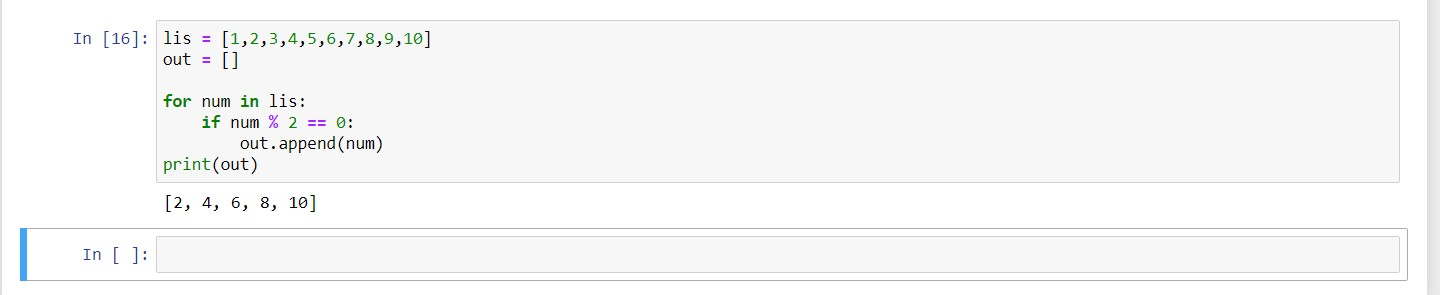 In [16]: lis = [1,2,3,4,5,6,7,8,9,10]
out = []
for num in lis:
    if num % 2 == 0:
        out.append(num)
print(out)
[2, 4, 6, 8, 10]
In [ ]: